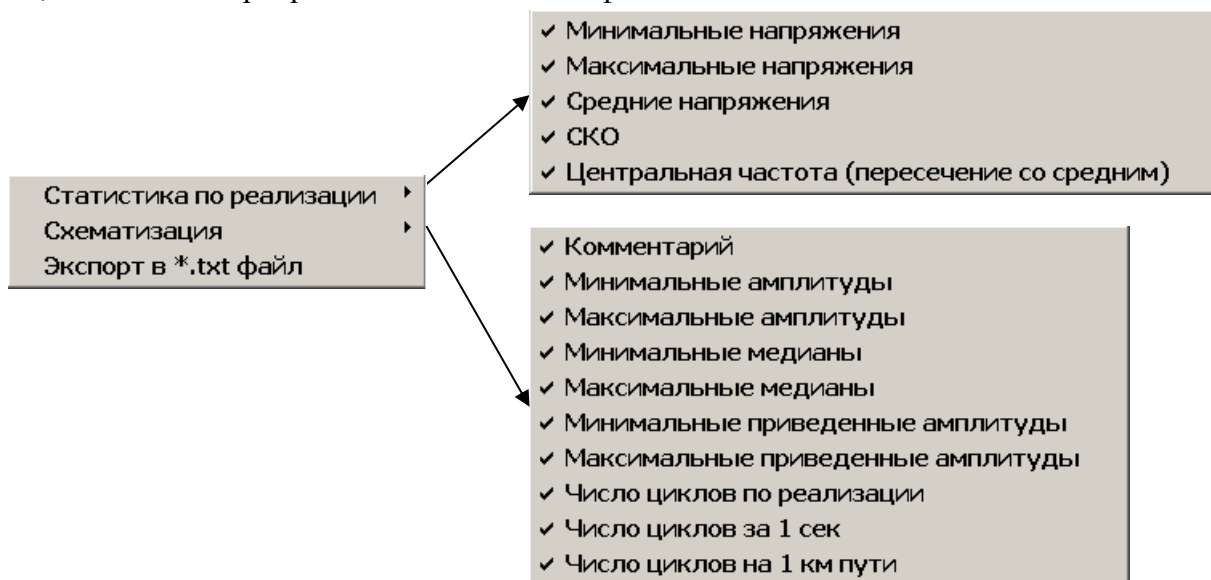 Статистика по реализации
Схематизация
Экспорт в *.txt файл
Минимальные напряжения
Максимальные напряжения
Средние напряжения
СКО
Центральная частота (пересечение со средним)
Комментарий
Минимальные амплитуды
Максимальные амплитуды
Минимальные медианы
Максимальные медианы
Минимальные приведенные амплитуды
Максимальные приведенные амплитуды
Число циклов по реализации
Число циклов за 1 сек
Число циклов на 1 км пути